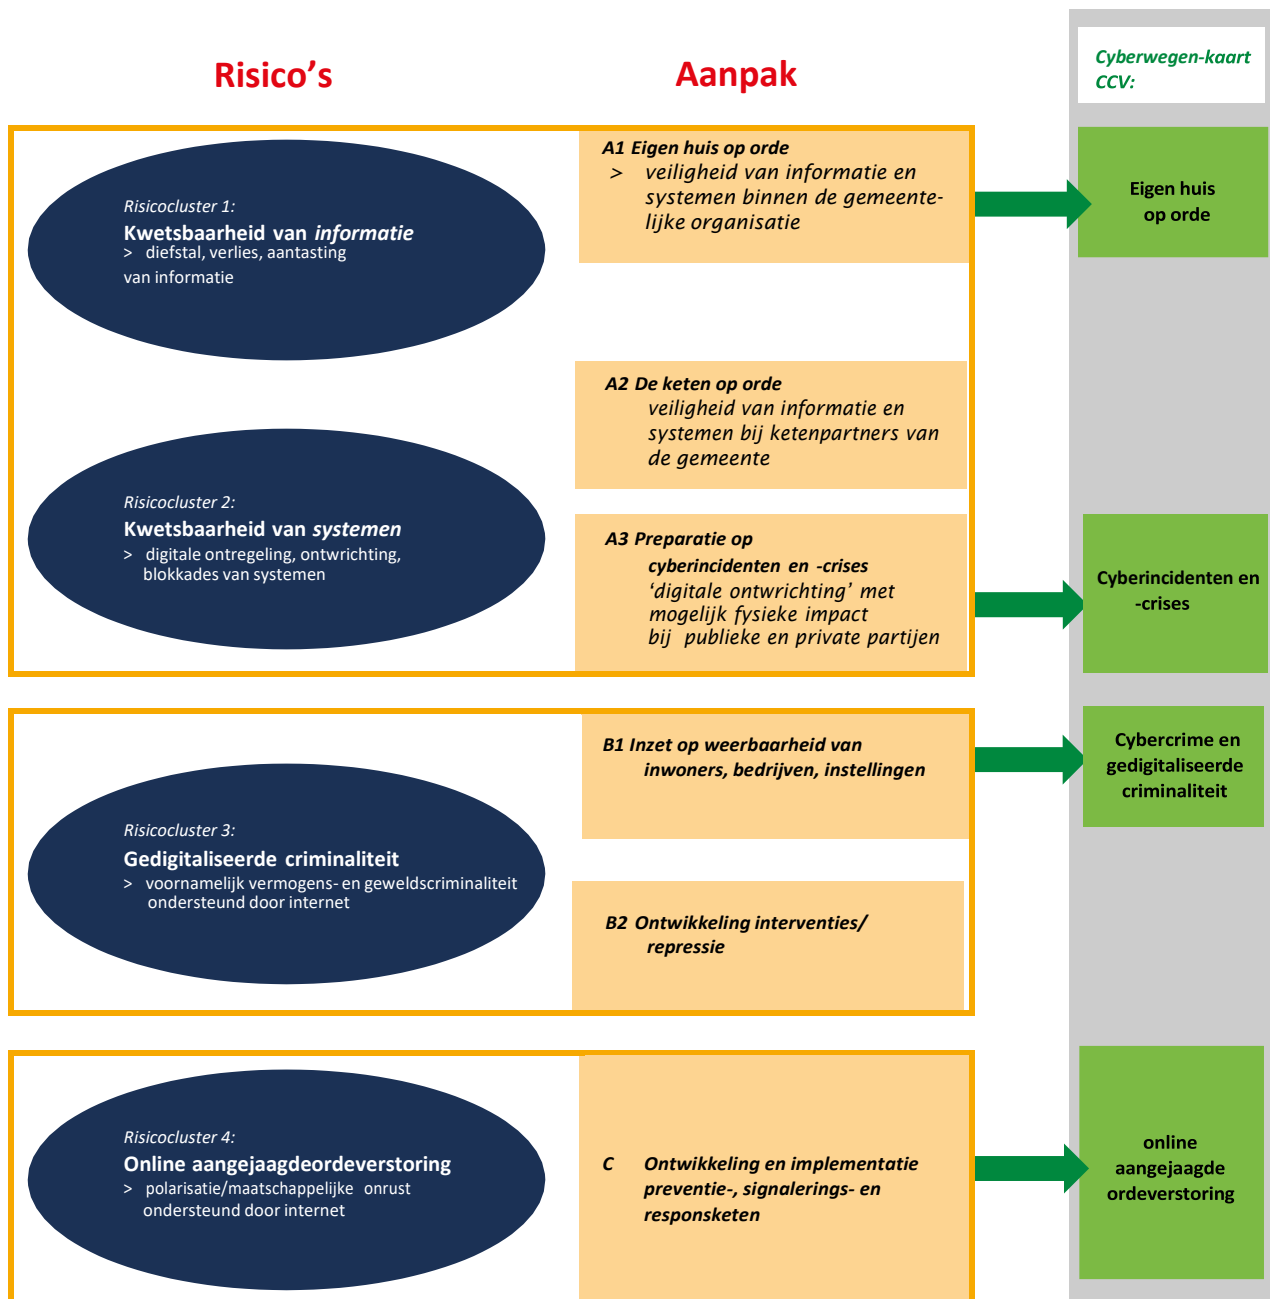 Risico's
Aanpak
Cyberwegen-kaart
CCV:
Risicocluster 1:
Kwetsbaarheid van informatie
> diefstal, verlies, aantasting
van informatie
A1 Eigen huis op orde
> veiligheid van informatie en
systemen binnen de gemeente-
lijke organisatie
Eigen huis
op orde
A2 De keten op orde
veiligheid van informatie en
systemen bij ketenpartners van
de gemeente
Risicocluster 2:
Kwetsbaarheid van systemen
> digitale ontregeling, ontwrichting,
blokkades van systemen
A3 Preparatie op
cyberincidenten en -crises
‘digitale ontwrichting’ met
mogelijk fysieke impact
bij publieke en private partijen
Cyberincidenten en
-crises
Risicocluster 3:
Gedigitaliseerde criminaliteit
> voornamelijk vermogens- en geweldscriminaliteit
ondersteund door internet
B1 Inzet op weerbaarheid van
inwoners, bedrijven, instellingen
Cybercrime en
gedigitaliseerde
criminaliteit
B2 Ontwikkeling interventies/
repressie
Risicocluster 4:
Online aangejaagdeordeverstoring
> polarisatie/maatschappelijke onrust
ondersteund door internet
C Ontwikkeling en implementatie
preventie-, signalerings- en
responsketen
online
aangejaagde
ordeverstoring